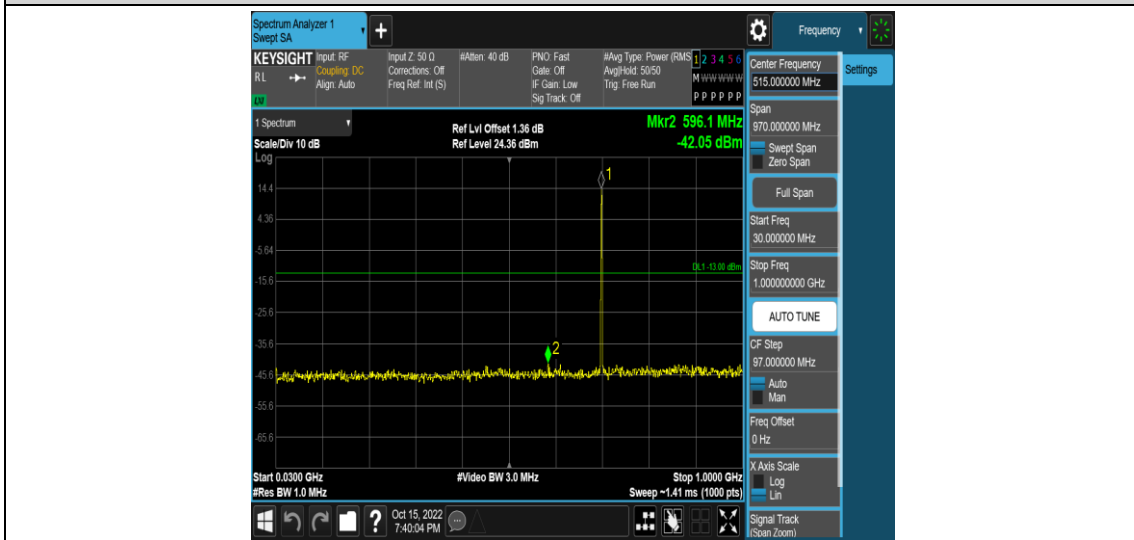 Spectrum Analyzer 1
Swept SA
+
Frequency
KEYSIGHT
RL
LXI
Input: RF
Coupling: DC
Align: Auto
Input Z: 50 Ω
Corrections: Off
Freq Ref: Int (S)
#Atten: 40 dB
PNO: Fast
Gate: Off
IF Gain: Low
Sig Track: Off
#Avg Type: Power (RMS
Avg|Hold: 50/50
Trig: Free Run
1 2 3 4 5 6
M W W W W W
P P P P P P
1 Spectrum
Scale/Div 10 dB
Log
Ref Lvl Offset 1.36 dB
Ref Level 24.36 dBm
Mkr2 596.1 MHz
-42.05 dBm
1
14.4
4.36
-5.64
DL1 -13.00 dBm
-15.6
-25.6
-35.6
2
-45.6
-55.6
-65.6
Start 0.0300 GHz
#Res BW 1.0 MHz
#Video BW 3.0 MHz
Stop 1.0000 GHz
Sweep ~1.41 ms (1000 pts)
?
Oct 15, 2022
7:40:04 PM
Center Frequency
515.000000 MHz
Settings
Span
970.000000 MHz
Swept Span
Zero Span
Full Span
Start Freq
30.000000 MHz
Stop Freq
1.000000000 GHz
AUTO TUNE
CF Step
97.000000 MHz
Auto
Man
Freq Offset
0 Hz
X Axis Scale
Log
Lin
Signal Track
(Span Zoom)